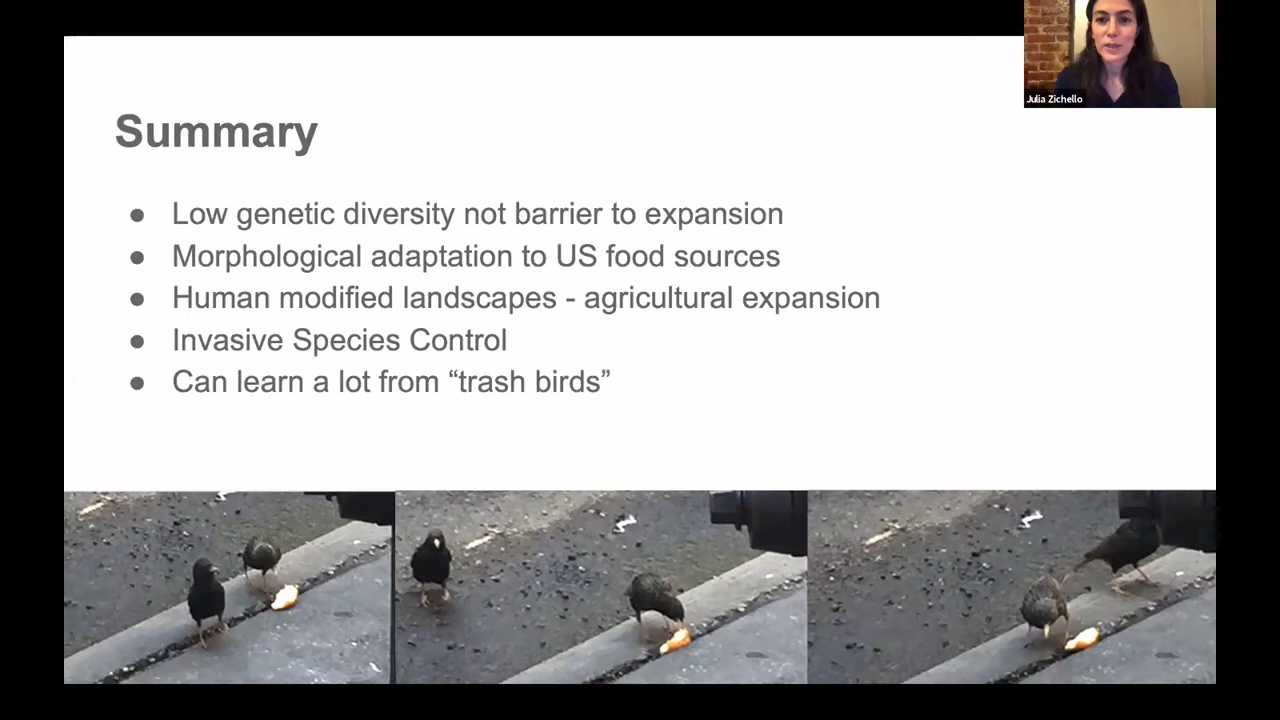 Julia Zichello
Summary
● Low genetic diversity not barrier to expansion
● Morphological adaptation to US food sources
● Human modified landscapes - agricultural expansion
● Invasive Species Control
● Can learn a lot from “trash birds”